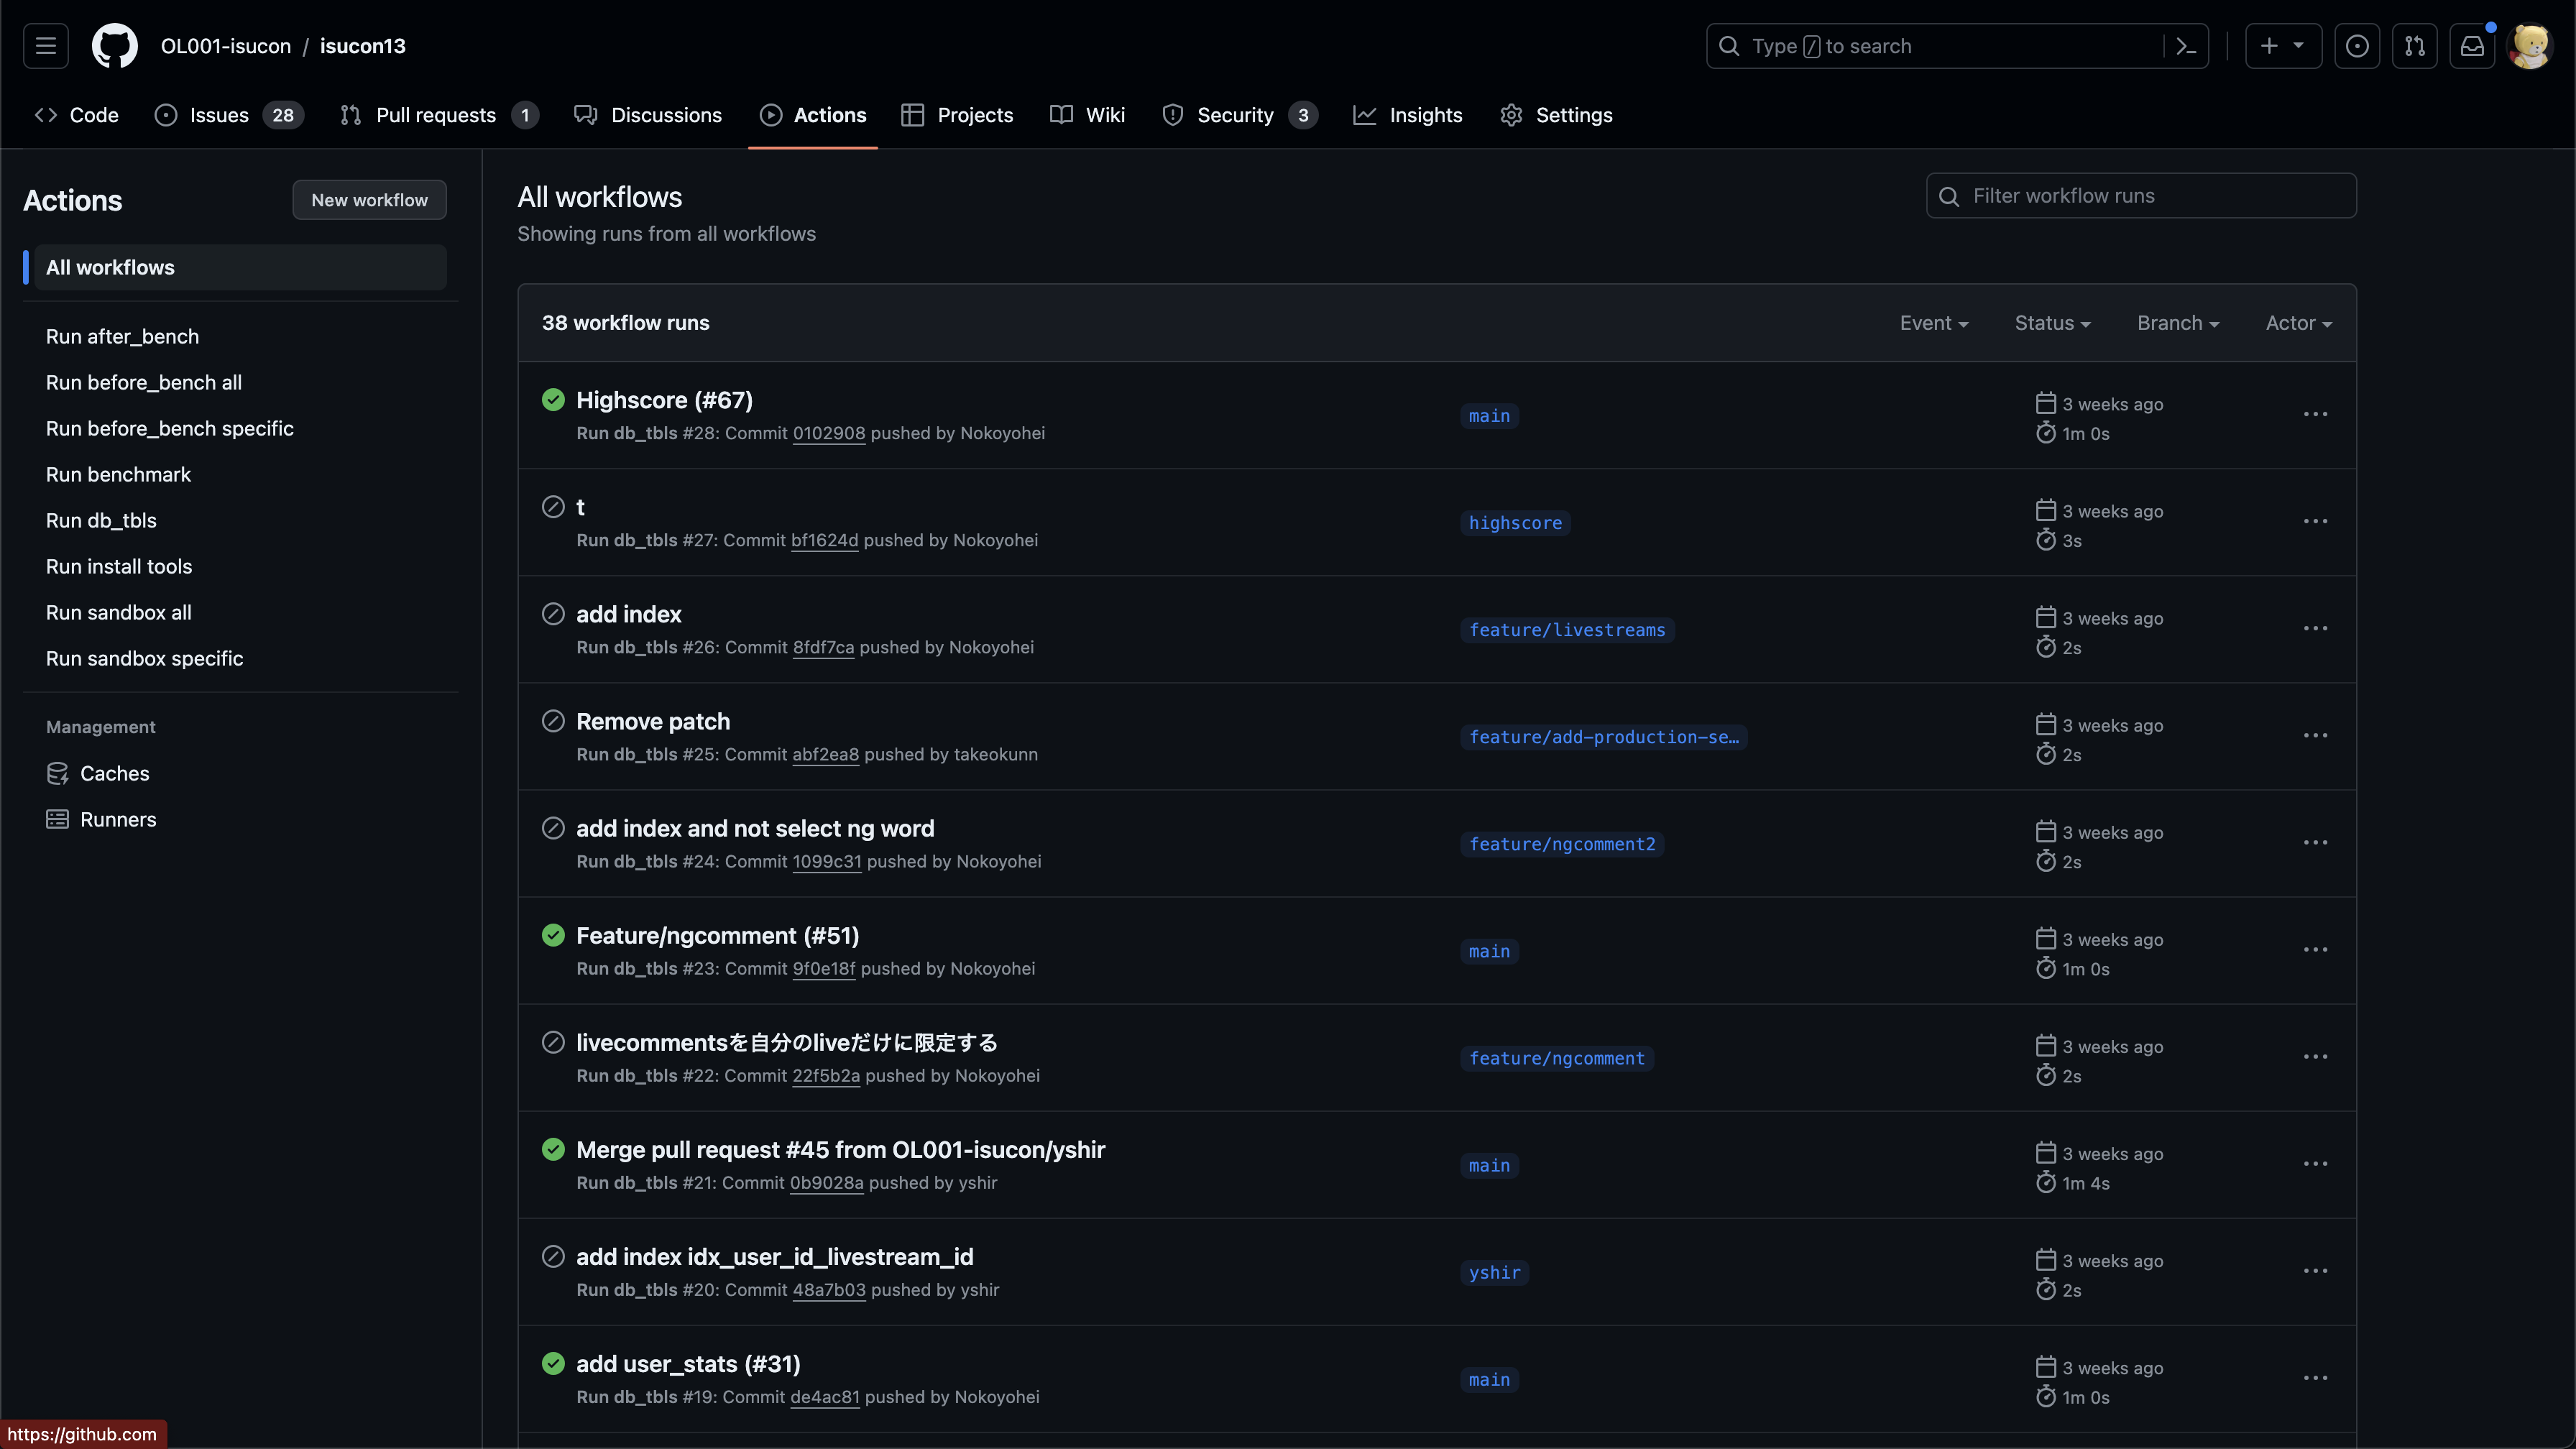 OL001-isucon / isucon13
Type / to search
Code
Issues 28
Pull requests 1
Discussions
Actions
Projects
Wiki
Security 3
Insights
Settings
Actions
New workflow
All workflows
Run after_bench
Run before_bench all
Run before_bench specific
Run benchmark
Run db_tbls
Run install tools
Run sandbox all
Run sandbox specific
Management
Caches
Runners
All workflows
Showing runs from all workflows
Filter workflow runs
38 workflow runs
Event
Status
Branch
Actor
Highscore (#67)
Run db_tbls #28: Commit 0102908 pushed by Nokoyohei
main
3 weeks ago
1m 0s
t
Run db_tbls #27: Commit bf1624d pushed by Nokoyohei
highscore
3 weeks ago
3s
add index
Run db_tbls #26: Commit 8fdf7ca pushed by Nokoyohei
feature/livestreams
3 weeks ago
2s
Remove patch
Run db_tbls #25: Commit abf2ea8 pushed by takeokunn
feature/add-production-se…
3 weeks ago
2s
add index and not select ng word
Run db_tbls #24: Commit 1099c31 pushed by Nokoyohei
feature/ngcomment2
3 weeks ago
2s
Feature/ngcomment (#51)
Run db_tbls #23: Commit 9f0e18f pushed by Nokoyohei
main
3 weeks ago
1m 0s
livecommentsを自分のliveだけに限定する
Run db_tbls #22: Commit 22f5b2a pushed by Nokoyohei
feature/ngcomment
3 weeks ago
2s
Merge pull request #45 from OL001-isucon/yshir
Run db_tbls #21: Commit 0b9028a pushed by yshir
main
3 weeks ago
1m 4s
add index idx_user_id_livestream_id
Run db_tbls #20: Commit 48a7b03 pushed by yshir
yshir
3 weeks ago
2s
add user_stats (#31)
Run db_tbls #19: Commit de4ac81 pushed by Nokoyohei
main
3 weeks ago
1m 0s
https://github.com